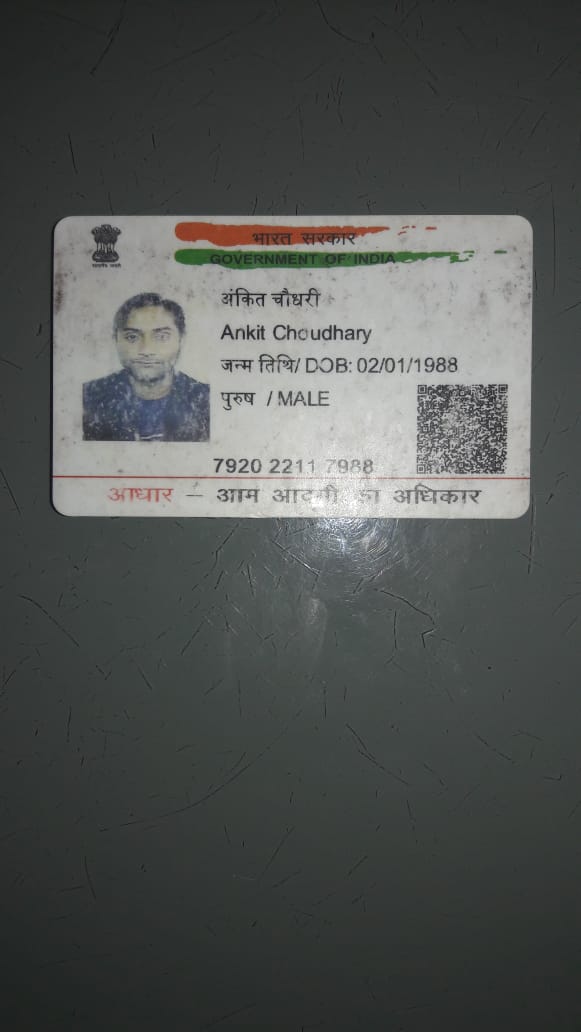 भारत सरकार
GOVERNMENT OF INDIA
अंकित चौधरी
Ankit Choudhary
जन्म तिथि/ DOB: 02/01/1988
पुरुष / MALE
7920 2211 7988
आधार – आम आदमी का अधिकार